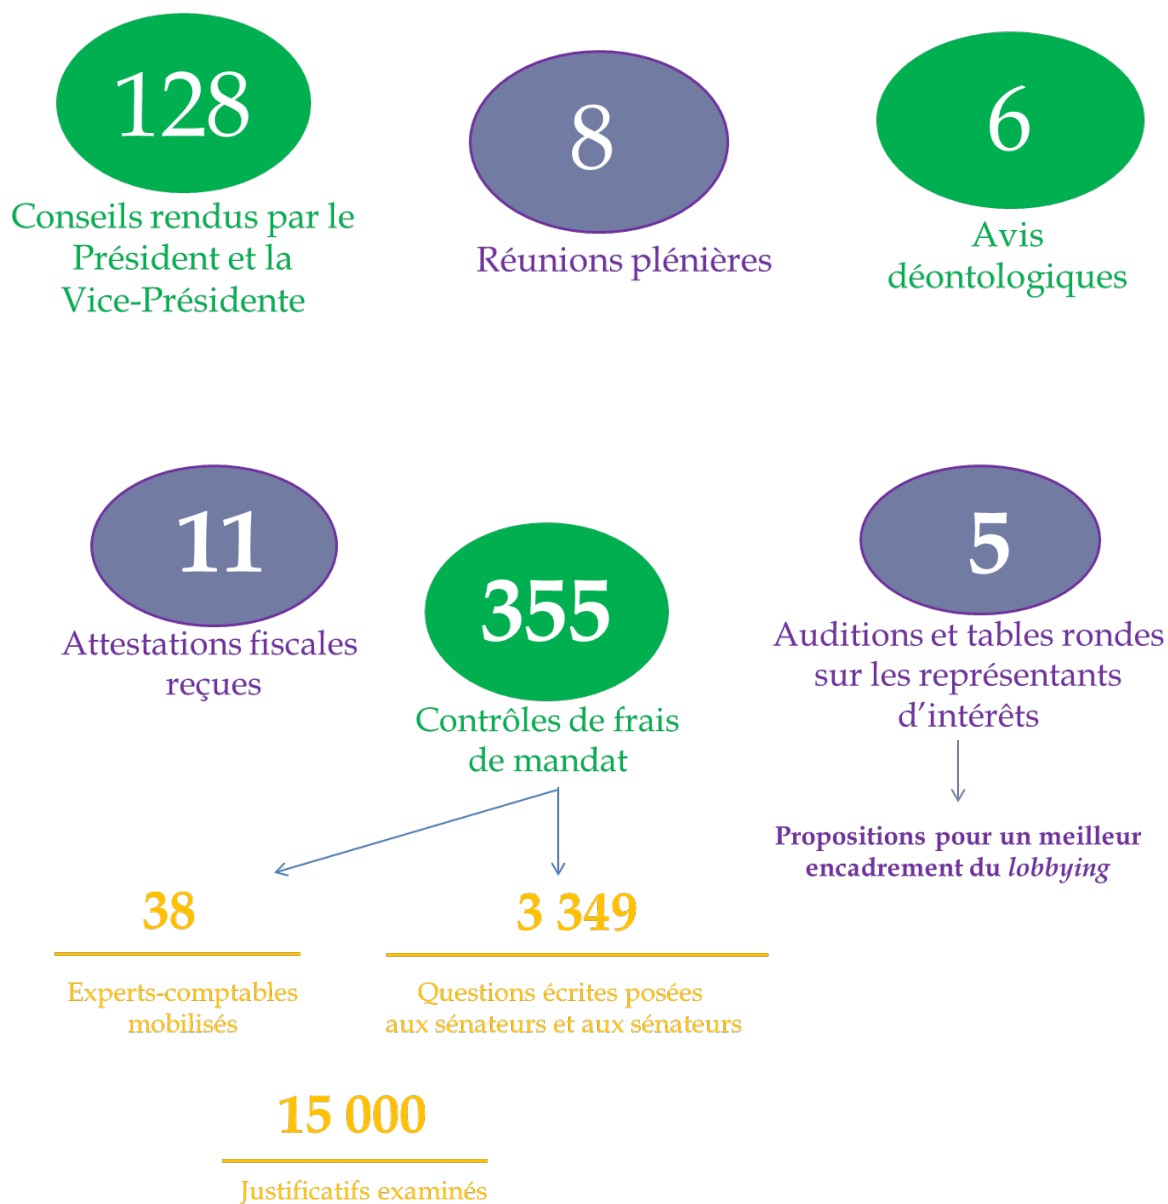 128
Conseils rendus par le
Président et la
Vice-Présidente
8
Réunions plénières
6
Avis
déontologiques
11
Attestations fiscales
reçues
355
Contrôles de frais
de mandat
5
Auditions et tables rondes
sur les représentants
d’intérêts
Propositions pour un meilleur
encadrement du lobbying
38
Experts-comptables
mobilisés
3 349
Questions écrites posées
aux sénateurs et aux sénateurs
15 000
Justificatifs examinés